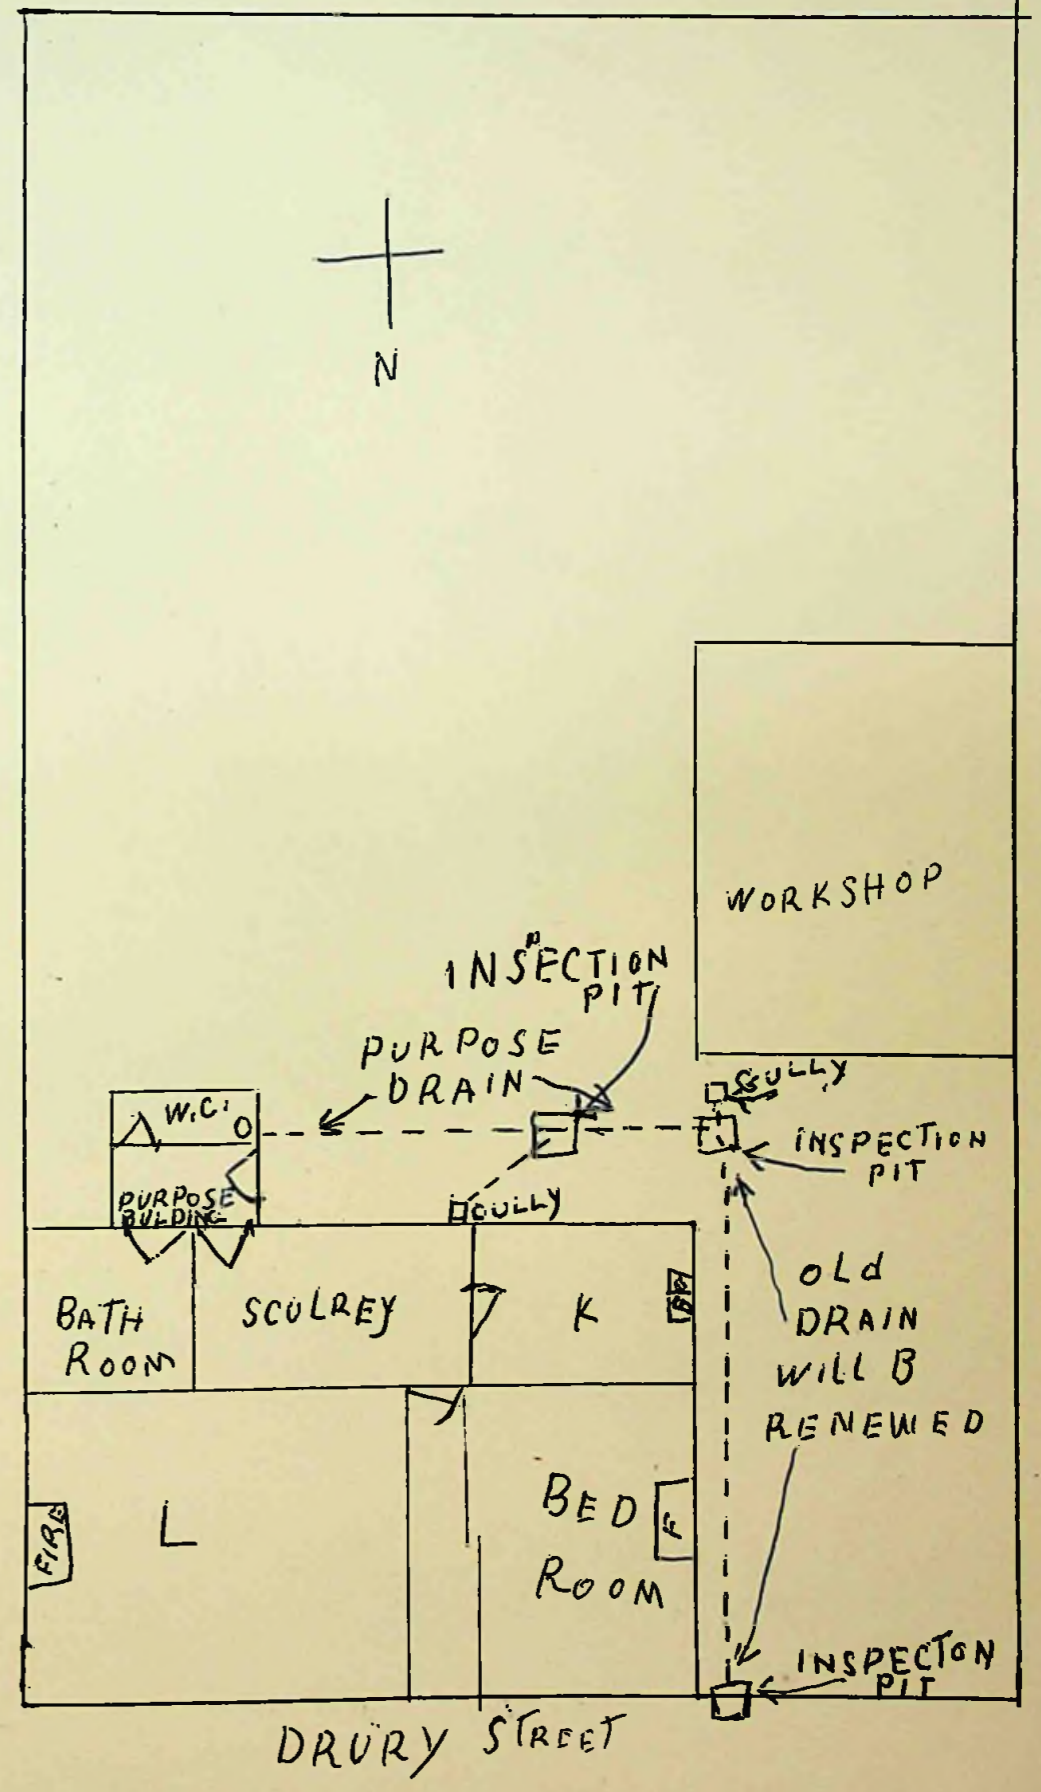 N
WORKSHOP
INSPECTION
PIT
PURPOSE
DRAIN
GULLY
W.C.
O
INSPECTION
PIT
PURPOSE
BULDING
GULLY
OLd
DRAIN
WILL B
RENEWED
BATH
ROOM
SCULREY
K
L
FIRE
BED
ROOM
F
INSPECTON
PIT
DRURY STREET